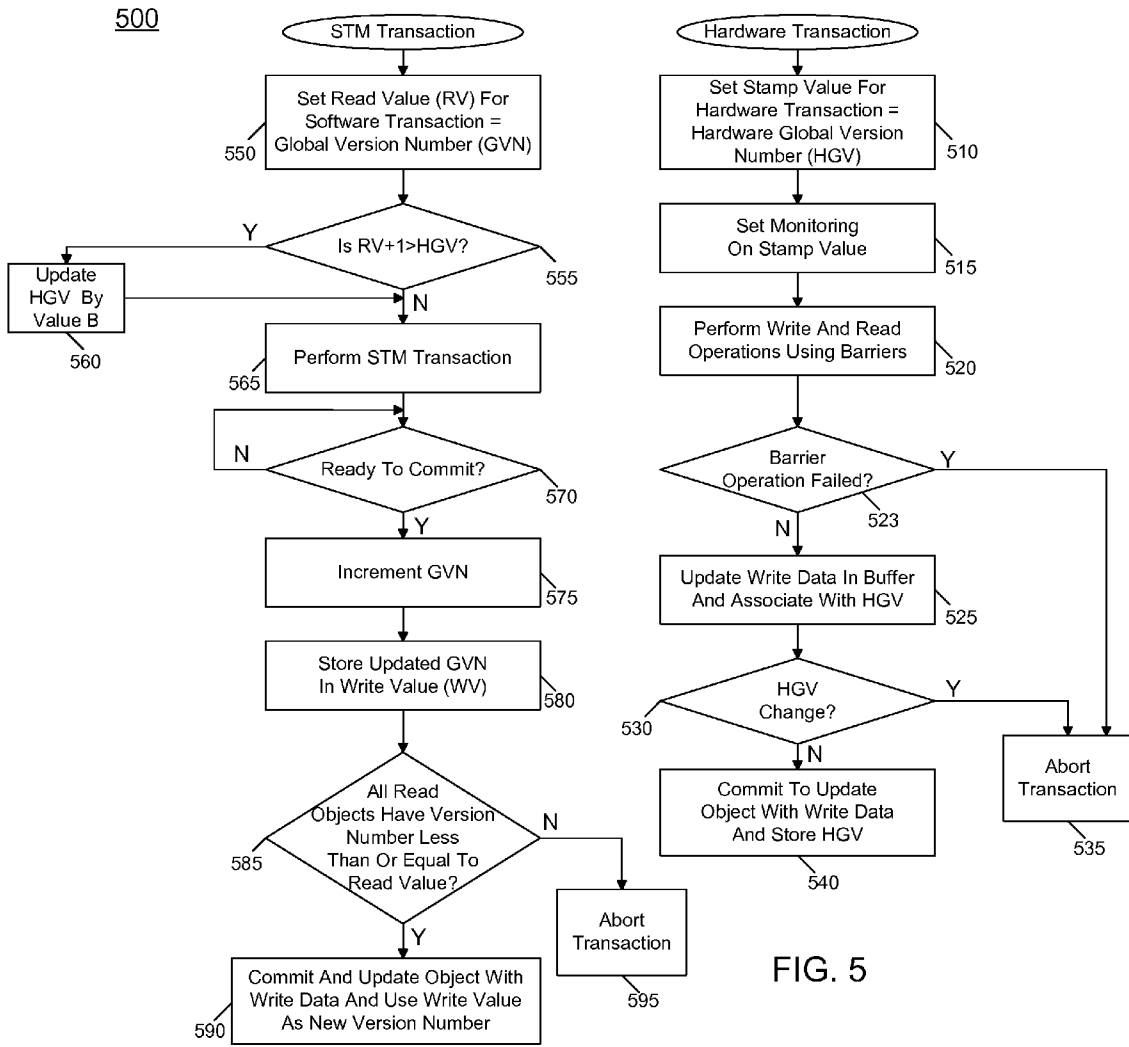 500
STM Transaction
Set Read Value (RV) For
Software Transaction =
Global Version Number (GVN)
550
Is RV+1>HGV?
555
Y
N
Update
HGV By
Value B
560
Perform STM Transaction
565
Ready To Commit?
570
N
Y
Increment GVN
575
Store Updated GVN
In Write Value (WV)
580
All Read
Objects Have Version
Number Less
Than Or Equal To
Read Value?
585
N
Y
Abort
Transaction
595
Commit And Update Object With
Write Data And Use Write Value
As New Version Number
590
Hardware Transaction
Set Stamp Value For
Hardware Transaction =
Hardware Global Version
Number (HGV)
510
Set Monitoring
On Stamp Value
515
Perform Write And Read
Operations Using Barriers
520
Barrier
Operation Failed?
523
Y
N
Update Write Data In Buffer
And Associate With HGV
525
HGV
Change?
530
Y
N
Abort
Transaction
535
Commit To Update
Object With Write Data
And Store HGV
540
FIG. 5